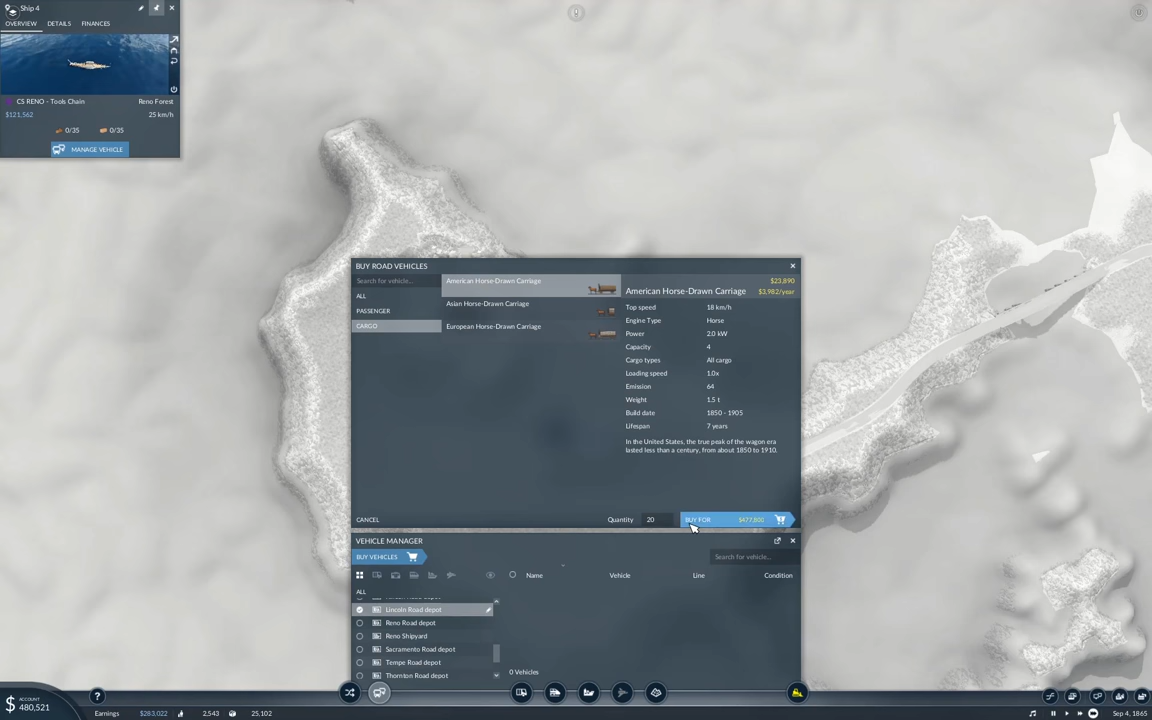 Ship 4
OVERVIEW DETAILS FINANCES
CS RENO - Tools Chain Reno Forest
$121,562 25 km/h
0/35 0/35
MANAGE VEHICLE
BUY ROAD VEHICLES
Search for vehicle...
ALL
PASSENGER
CARGO
American Horse-Drawn Carriage
Asian Horse-Drawn Carriage
European Horse-Drawn Carriage
$23,890
American Horse-Drawn Carriage $3,982/year
Top speed 18 km/h
Engine Type Horse
Power 2.0 kW
Capacity 4
Cargo types All cargo
Loading speed 1.0x
Emission 64
Weight 1.5 t
Build date 1850 - 1905
Lifespan 7 years
In the United States, the true peak of the wagon era
lasted less than a century, from about 1850 to 1910.
CANCEL Quantity 20 BUY FOR
VEHICLE MANAGER
BUY VEHICLES Search for vehicle...
Name Vehicle Line Condition
ALL
Lincoln Road depot
Reno Road depot
Reno Shipyard
Sacramento Road depot
Tempe Road depot
Thornton Road depot
0 Vehicles
$ ACCOUNT
480,521
?
Earnings $283,022 2,543 25,102 Sep 4, 1865